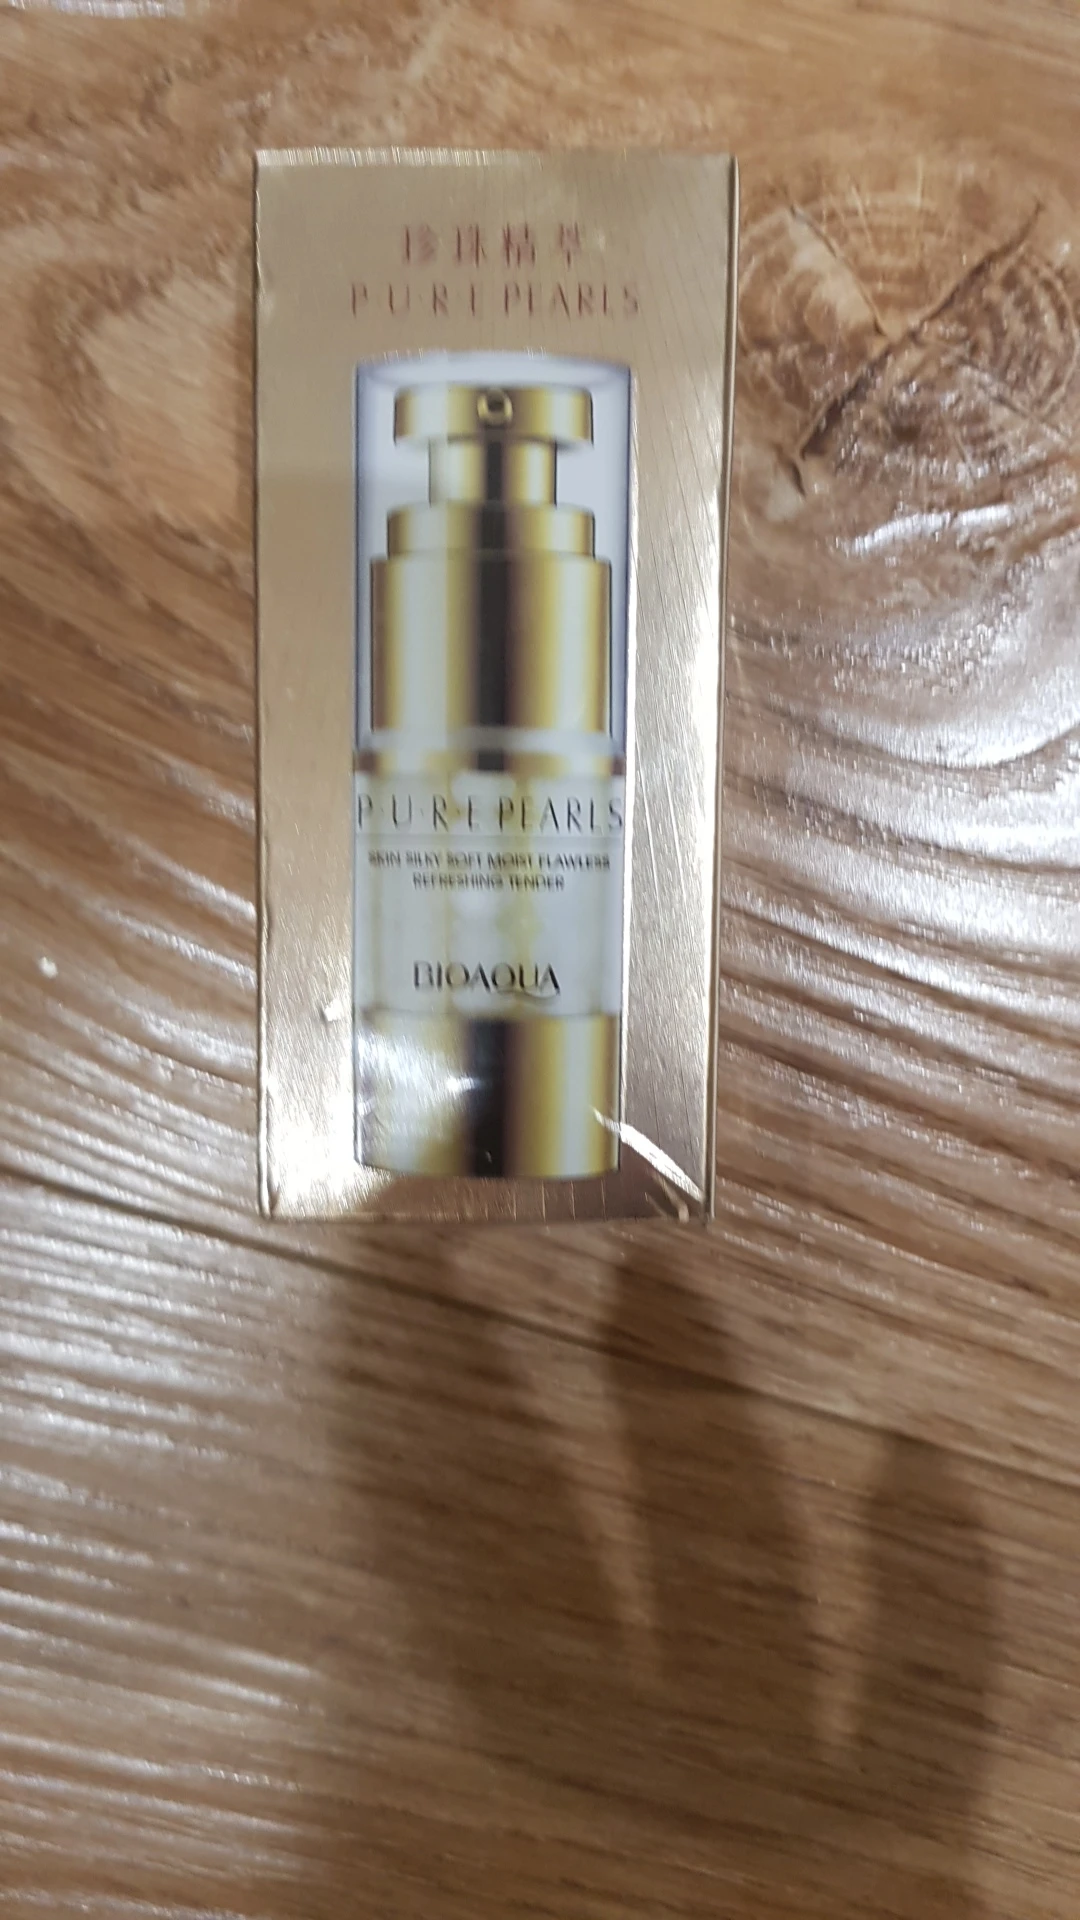 珍珠精萃
P·U·R·E PEARLS
P·U·R·E PEARLS
SKIN SILKY SOFT MOIST FLAWLESS
REFRESHING TENDER
BIOAQUA